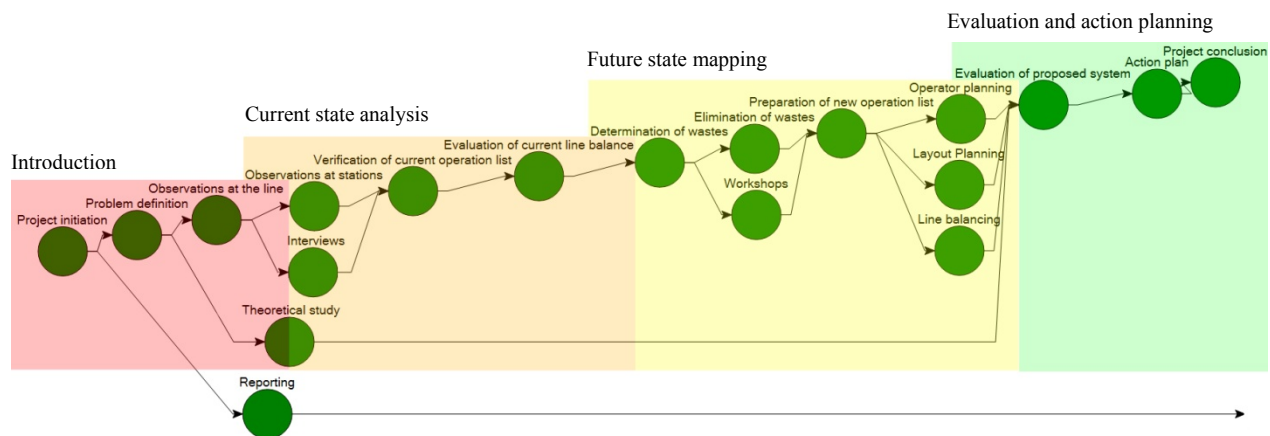 Evaluation and action planning
Project conclusion
Action plan
Future state mapping
Evaluation of proposed system
Operator planning
Preparation of new operation list
Elimination of wastes
Current state analysis
Determination of wastes
Evaluation of current line balance
Layout Planning
Introduction
Verification of current operation list
Observations at stations
Workshops
Observations at the line
Problem definition
Project initiation
Line balancing
Interviews
Theoretical study
Reporting